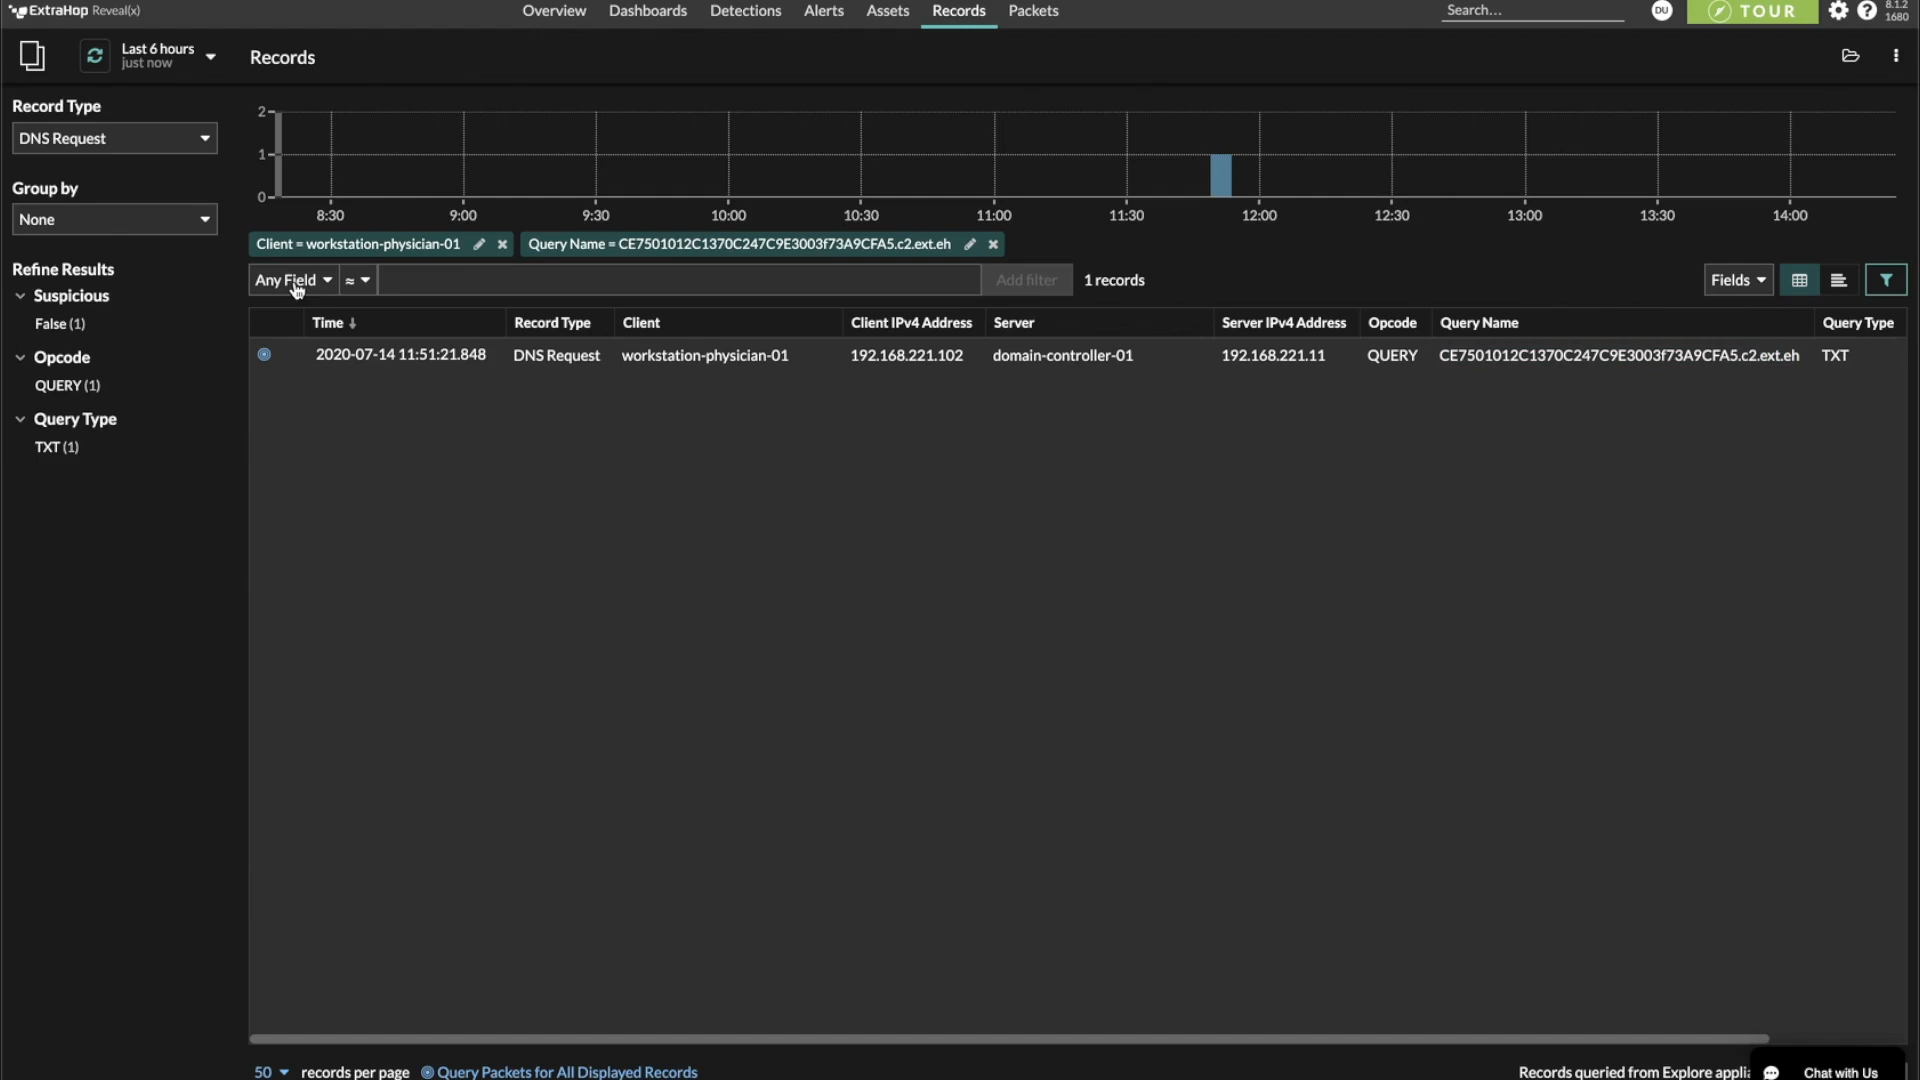 ExtraHop Reveal(x)
Overview Dashboards Detections Alerts Assets Records Packets
Search...
DU
TOUR
8.1.2
1680
Last 6 hours
just now
Records
Record Type
DNS Request
Group by
None
Refine Results
Suspicious
False (1)
Opcode
QUERY (1)
Query Type
TXT (1)
2
1
0
8:30 9:00 9:30 10:00 10:30 11:00 11:30 12:00 12:30 13:00 13:30 14:00
Client = workstation-physician-01 Query Name = CE7501012C1370C247C9E3003f73A9CFA5.c2.ext.eh
Any Field ≈ Add filter 1 records Fields
Time ↓ Record Type Client Client IPv4 Address Server Server IPv4 Address Opcode Query Name Query Type
2020-07-14 11:51:21.848 DNS Request workstation-physician-01 192.168.221.102 domain-controller-01 192.168.221.11 QUERY CE7501012C1370C247C9E3003f73A9CFA5.c2.ext.eh TXT
50 records per page Query Packets for All Displayed Records
Records queried from Explore applia
Chat with Us